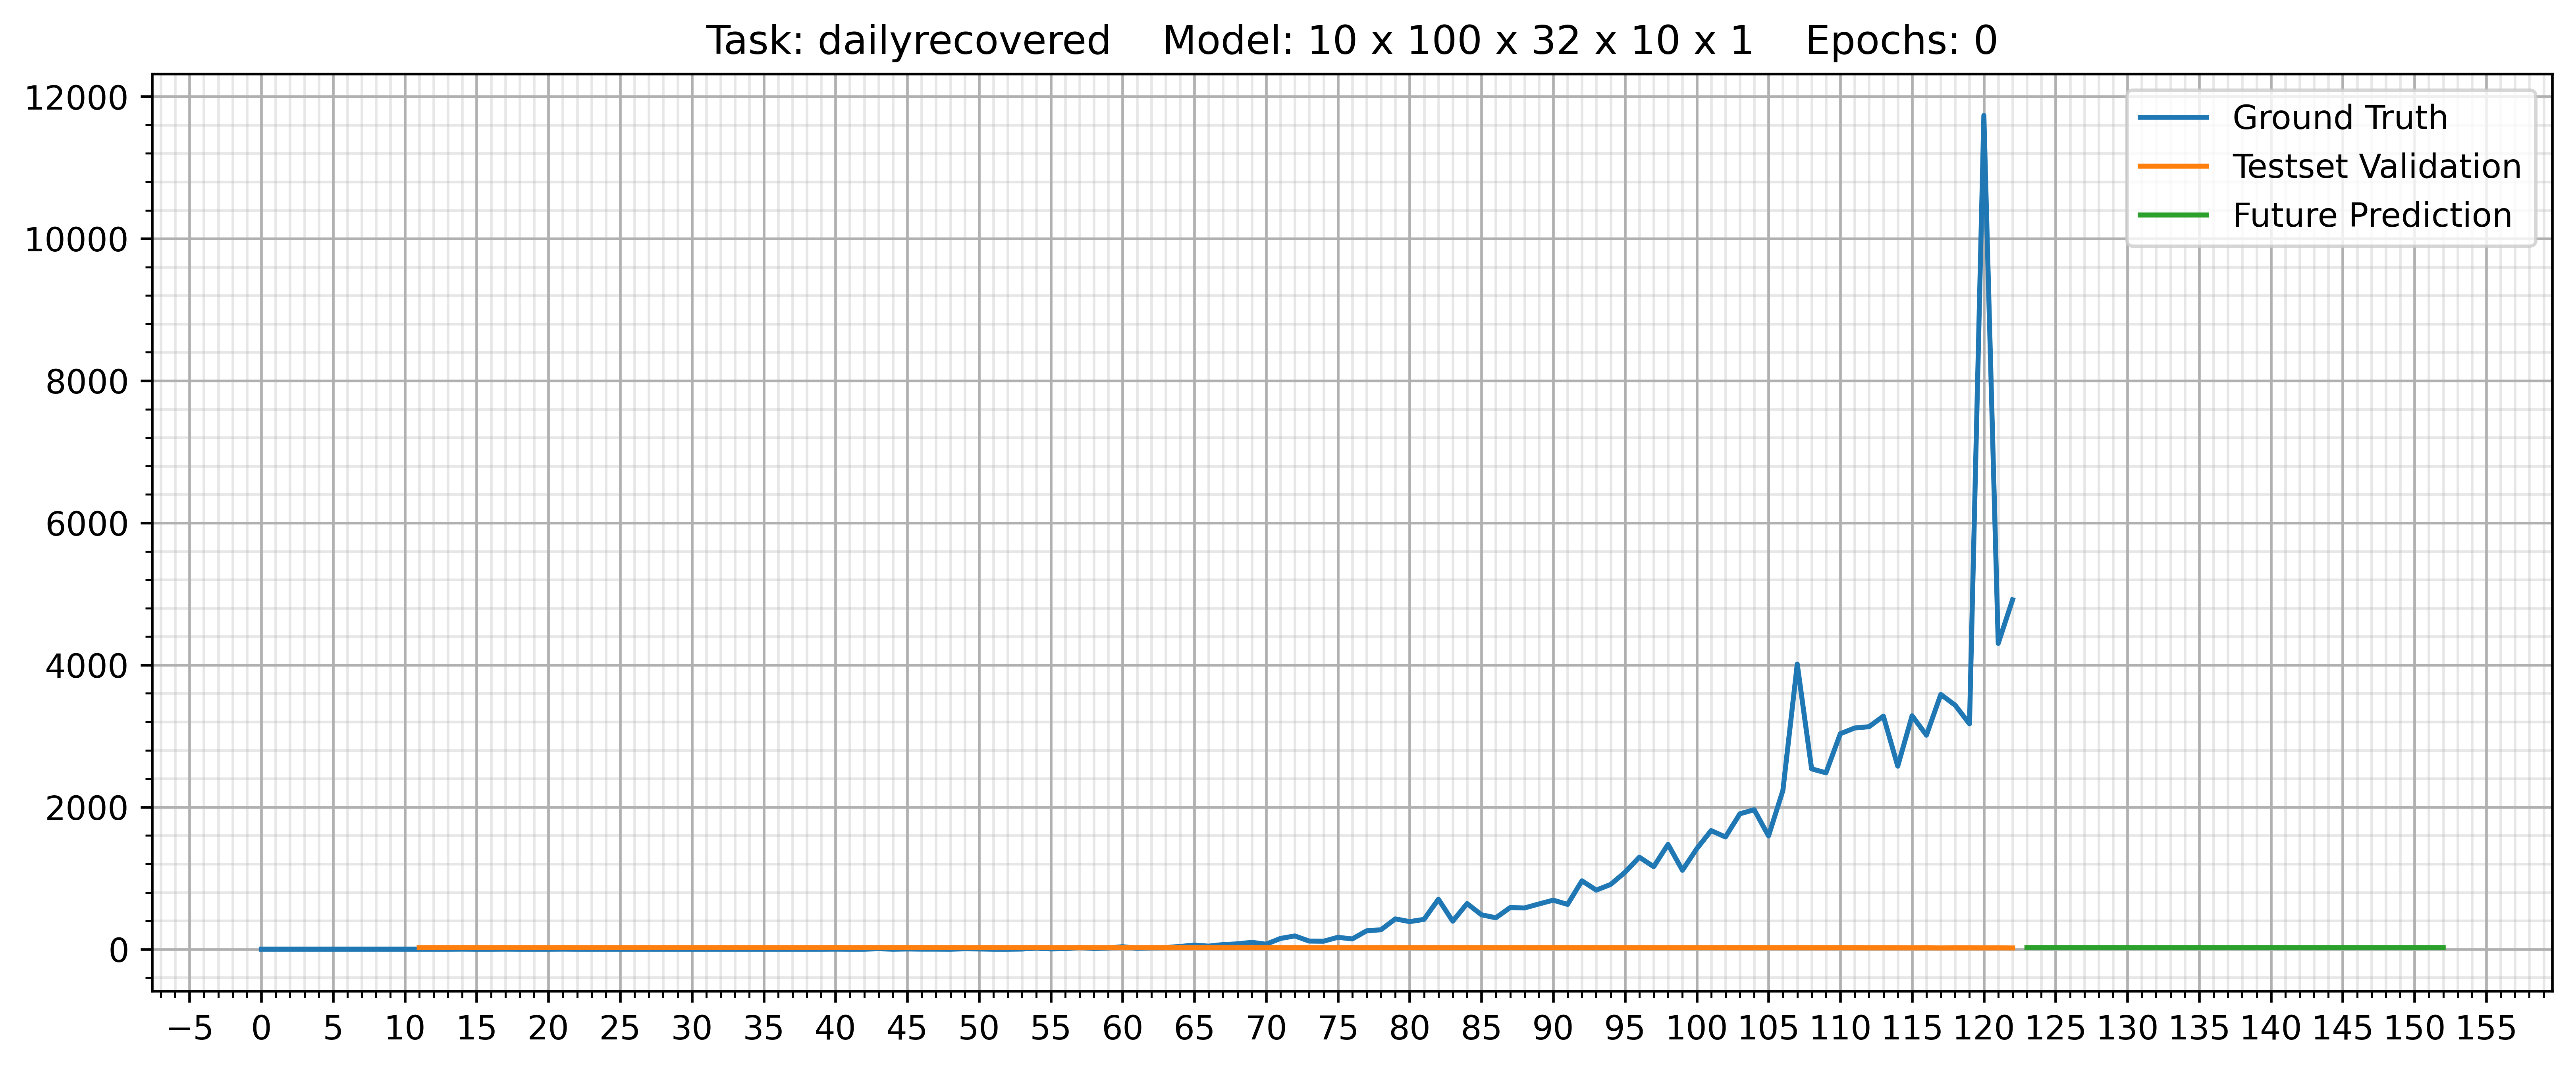 Task: dailyrecovered    Model: 10 x 100 x 32 x 10 x 1    Epochs: 0
12000
10000
8000
6000
4000
2000
0
Ground Truth
Testset Validation
Future Prediction
−5 0 5 10 15 20 25 30 35 40 45 50 55 60 65 70 75 80 85 90 95 100 105 110 115 120 125 130 135 140 145 150 155